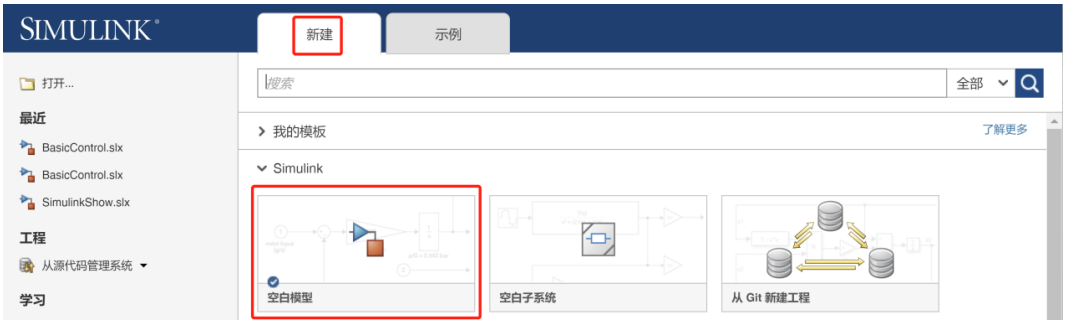 SIMULINK®
新建
示例
打开...
搜索
全部
最近
我的模板
了解更多
BasicControl.slx
BasicControl.slx
Simulink
SimulinkShow.slx
工程
从源代码管理系统
学习
空白模型
空白子系统
从 Git 新建工程